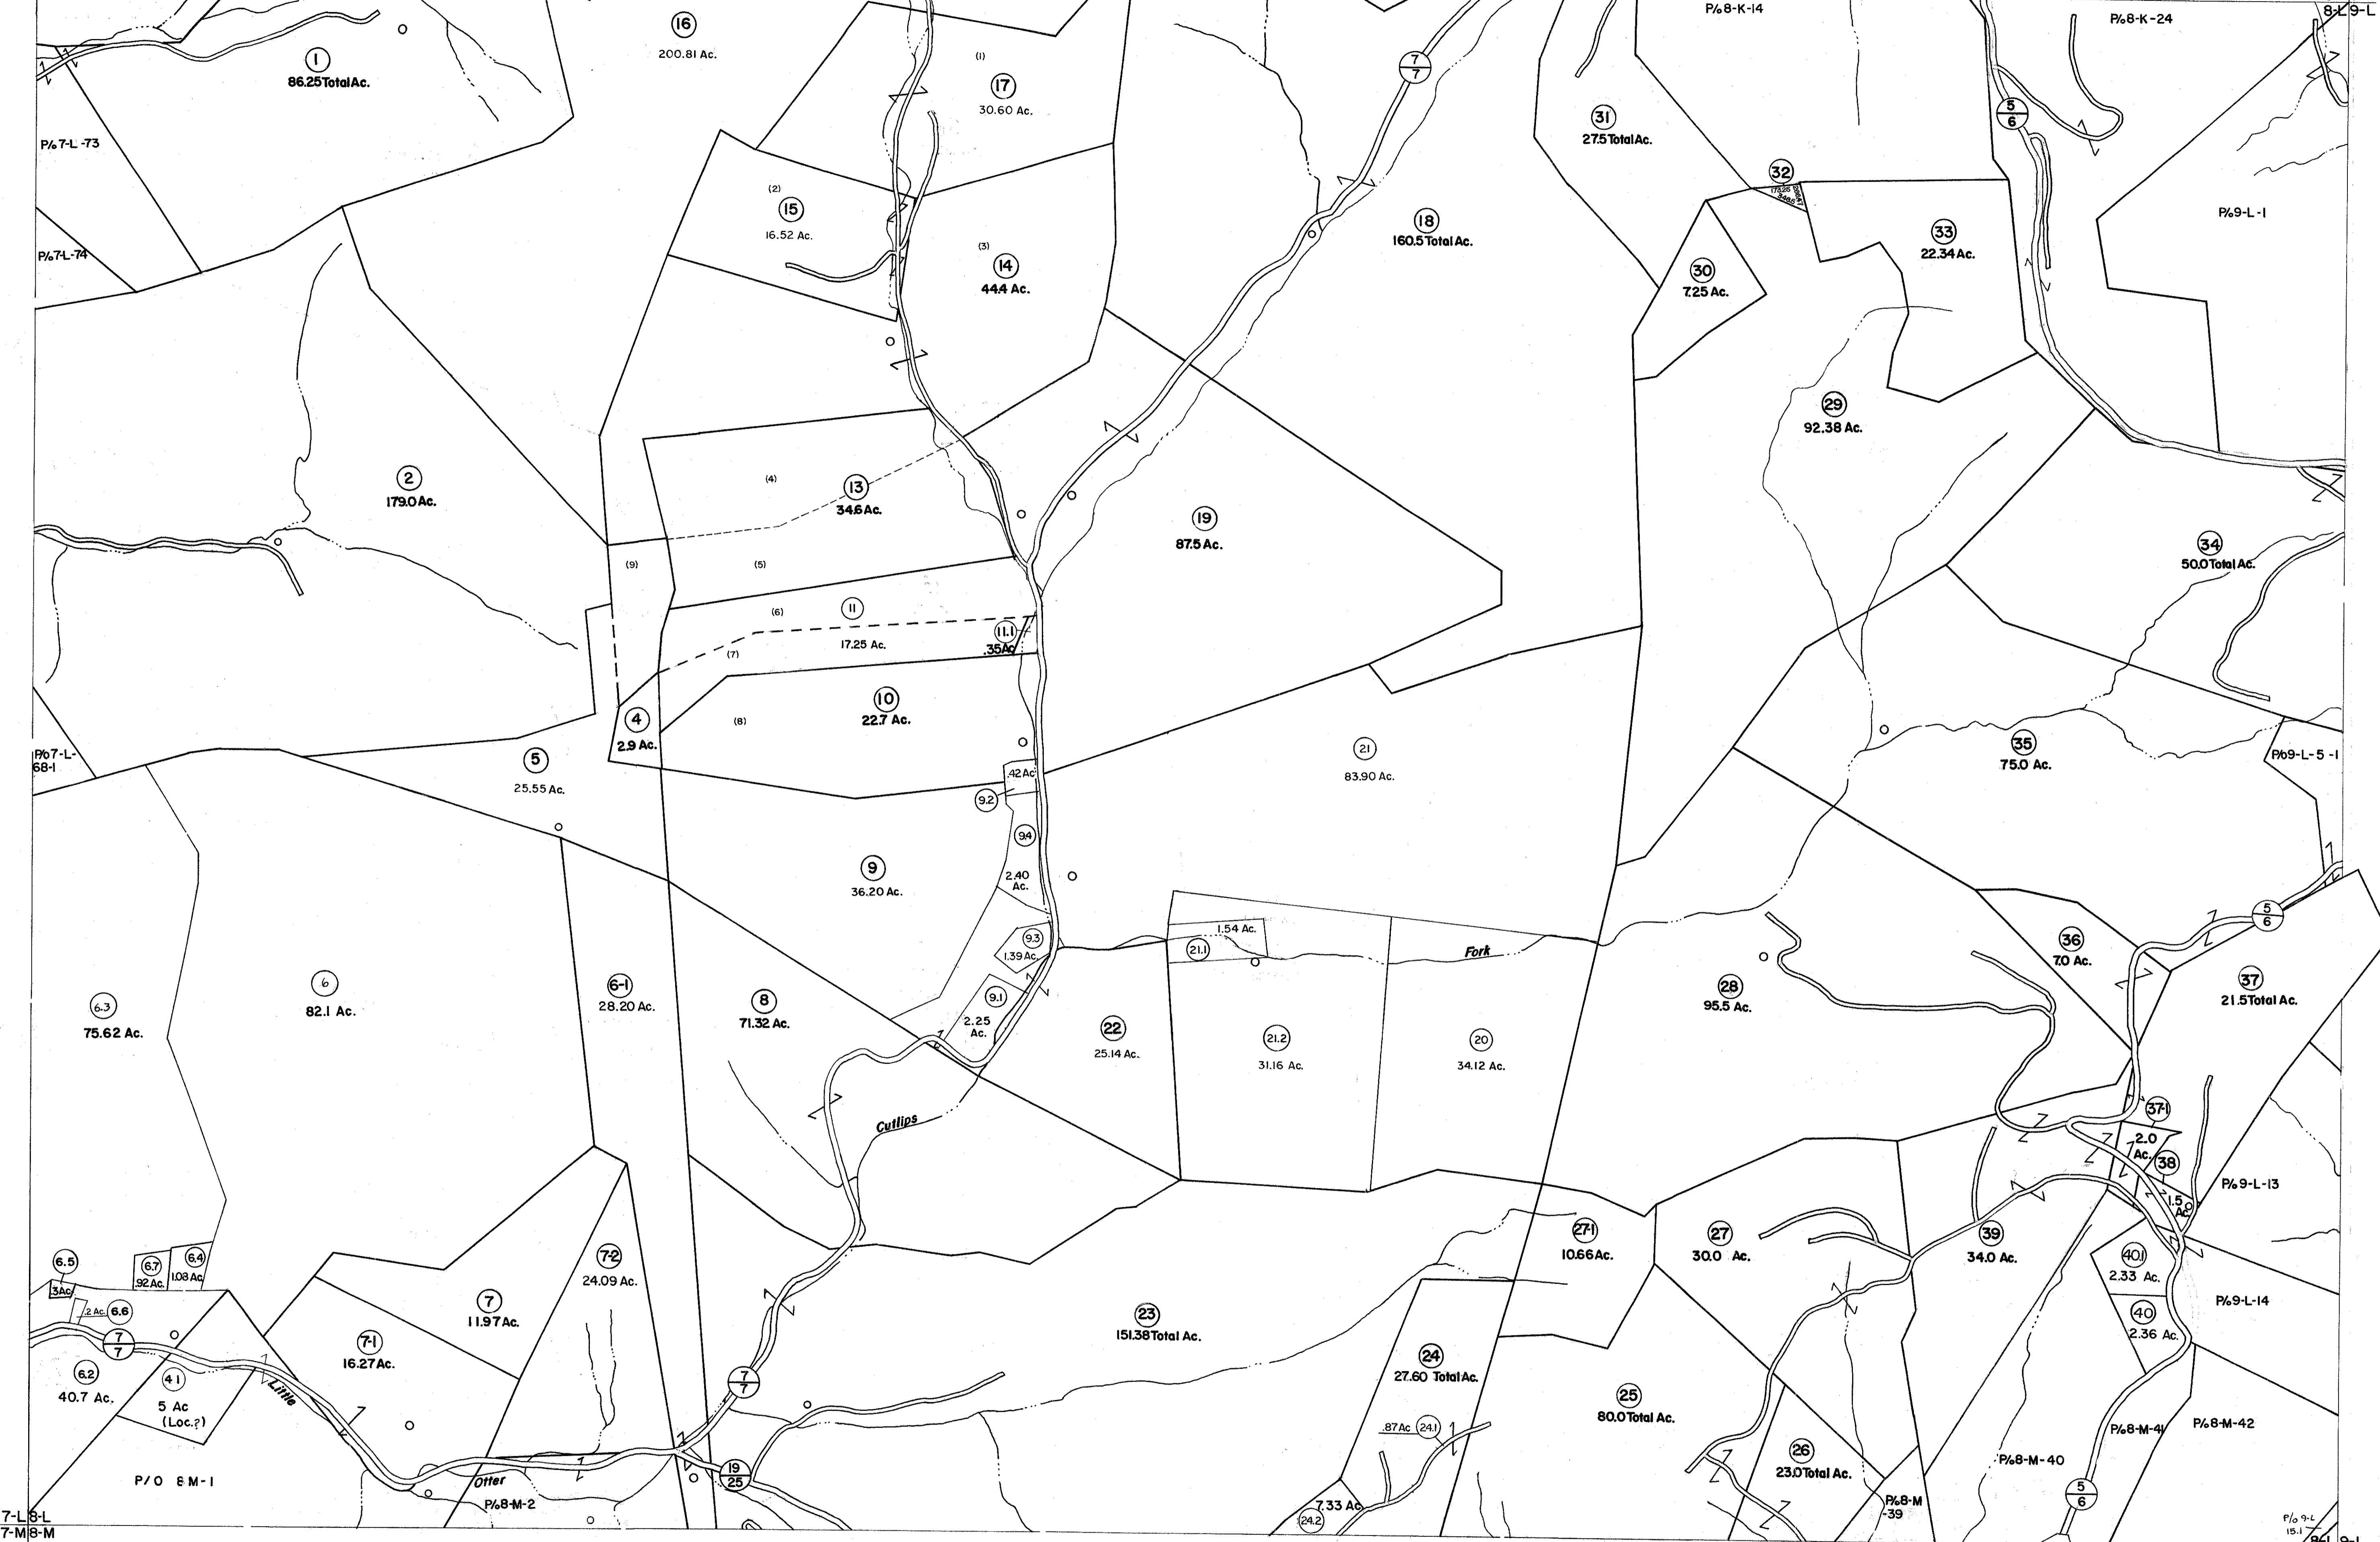 16
200.81 Ac.
P/o 8-K-14
P/o 8-K-24
8-L 9-L
1
86.25 Total Ac.
(1)
17
30.60 Ac.
7
7
5
6
31
27.5 Total Ac.
P/o 7-L-73
32
(2)
15
16.52 Ac.
18
160.5 Total Ac.
P/o 9-L-1
33
22.34 Ac.
P/o 7-L-74
(3)
14
44.4 Ac.
30
7.25 Ac.
29
92.38 Ac.
2
179.0 Ac.
(4)
13
34.6 Ac.
19
87.5 Ac.
34
50.0 Total Ac.
(9)
(5)
(6)
11
17.25 Ac.
11.1
.35 Ac.
(7)
10
22.7 Ac.
(8)
4
2.9 Ac.
P/o 7-L-
68-1
5
25.55 Ac.
21
83.90 Ac.
35
75.0 Ac.
P/o 9-L-5-1
.42 Ac
9.2
9.4
2.40
Ac.
9
36.20 Ac.
5
6
1.54 Ac.
21.1
Fork
9.3
1.39 Ac.
36
7.0 Ac.
37
21.5 Total Ac.
6
82.1 Ac.
6-1
28.20 Ac.
6.3
75.62 Ac.
8
71.32 Ac.
9.1
2.25
Ac.
22
25.14 Ac.
21.2
31.16 Ac.
20
34.12 Ac.
28
95.5 Ac.
Cutlips
37-1
2.0
Ac.
38
1.5
Ac.
P/o 9-L-13
27-1
10.66 Ac.
27
30.0 Ac.
39
34.0 Ac.
40.1
2.33 Ac.
6.5
.3 Ac
6.7
.92 Ac.
6.4
1.08 Ac.
7-2
24.09 Ac.
.2 Ac. 6.6
7
11.97 Ac.
23
151.38 Total Ac.
P/o 9-L-14
40
2.36 Ac.
7
7
7-1
16.27 Ac.
24
27.60 Total Ac.
6.2
40.7 Ac.
41
5 Ac
(Loc.?)
Little
7
7
25
80.0 Total Ac.
.87 Ac 24.1
P/o 8-M-41
P/o 8-M-42
26
23.0 Total Ac.
P/o 8-M-40
P/O 8M-1
Otter
P/o 8-M-2
19
25
7.33 Ac
24.2
P/o 8-M
-39
5
6
7-L 8-L
7-M 8-M
P/o 9-L
15.1
8-L 9-L